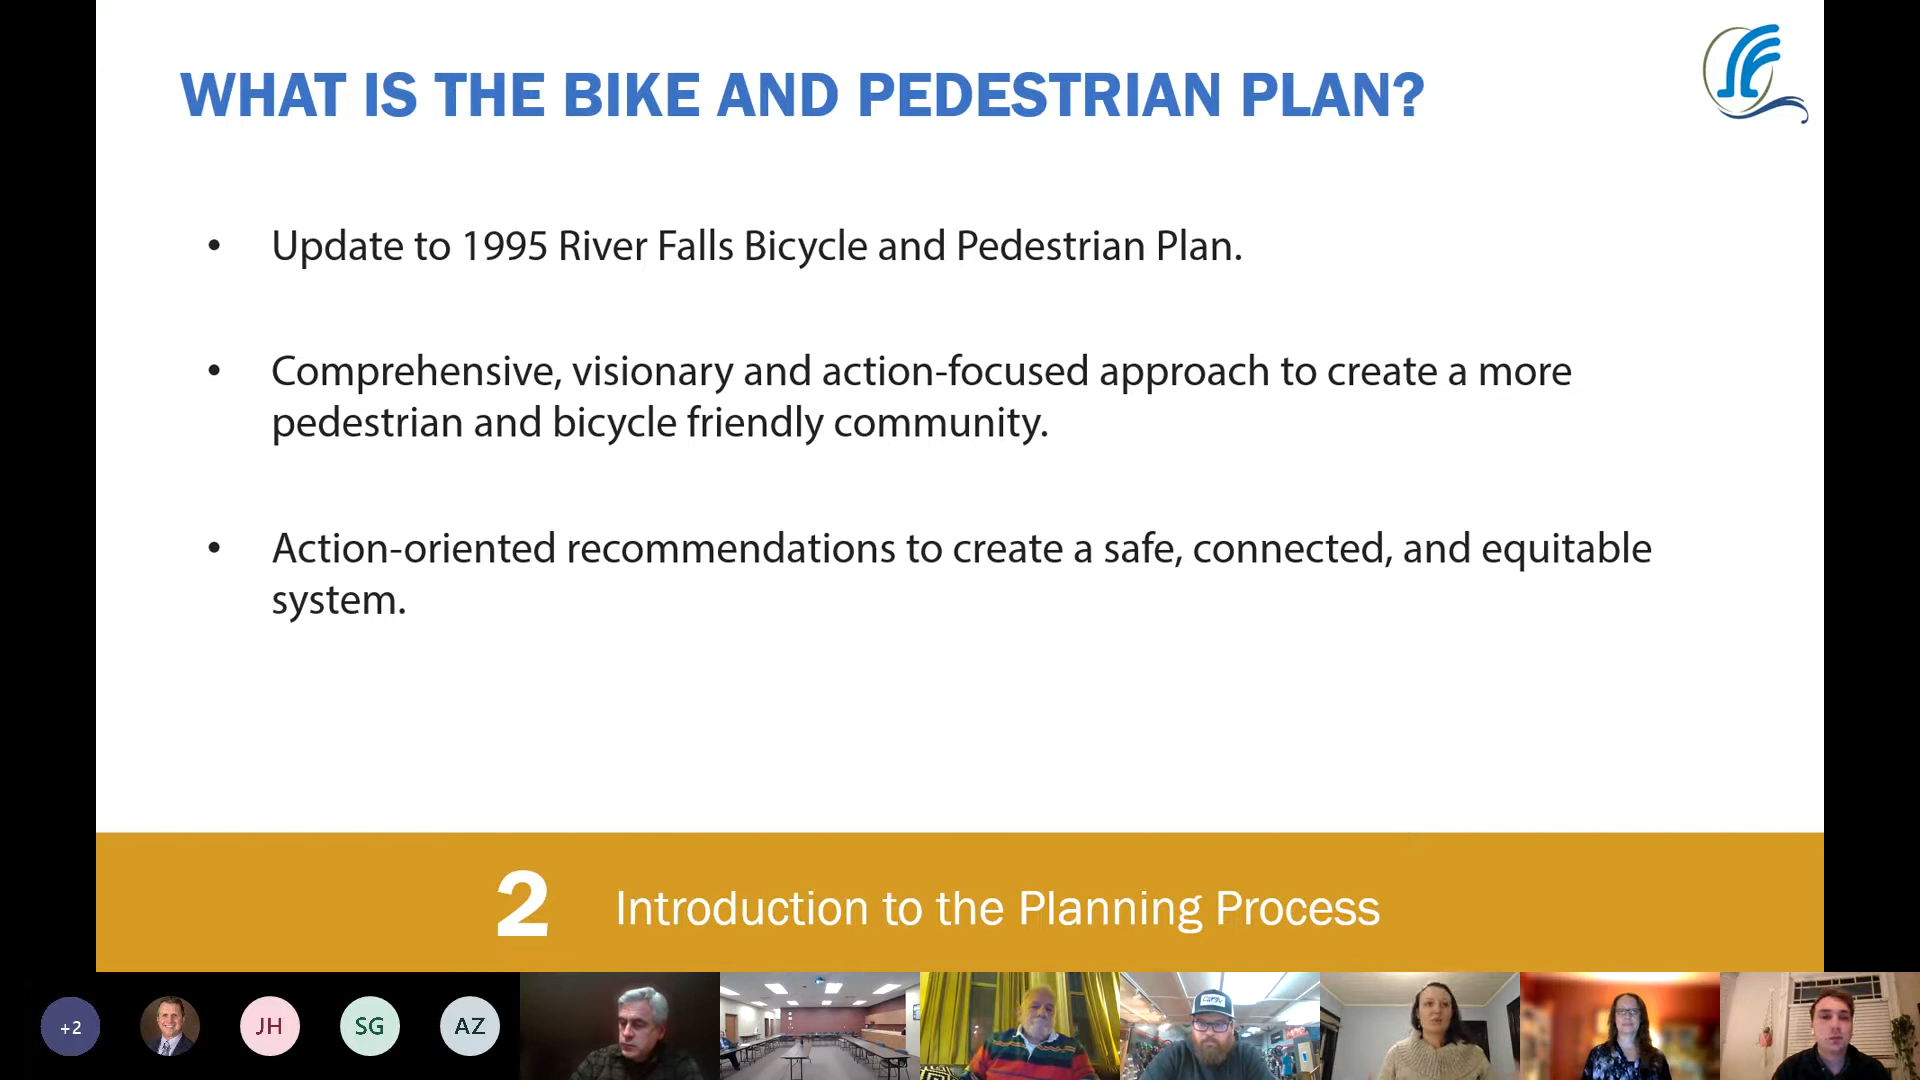 WHAT IS THE BIKE AND PEDESTRIAN PLAN?
• Update to 1995 River Falls Bicycle and Pedestrian Plan.
• Comprehensive, visionary and action-focused approach to create a more
pedestrian and bicycle friendly community.
• Action-oriented recommendations to create a safe, connected, and equitable
system.
2 Introduction to the Planning Process
+2 JH SG AZ